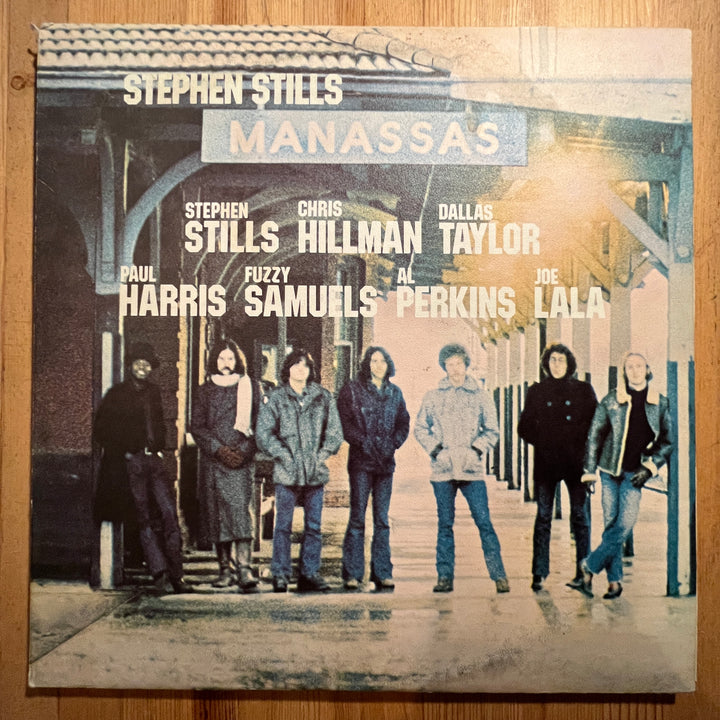 STEPHEN STILLS
MANASSAS
STEPHEN CHRIS DALLAS
STILLS HILLMAN TAYLOR
PAUL FUZZY AL JOE
HARRIS SAMUELS PERKINS LALA